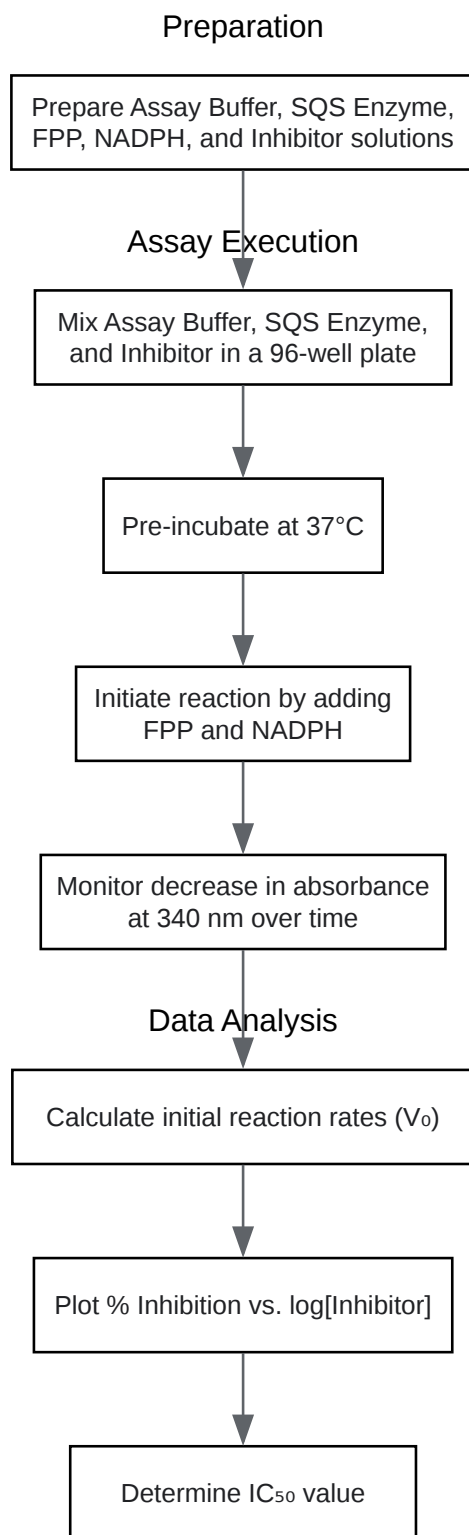 Preparation
Prepare Assay Buffer, SQS Enzyme,
FPP, NADPH, and Inhibitor solutions
Assay Execution
Mix Assay Buffer, SQS Enzyme,
and Inhibitor in a 96-well plate
Pre-incubate at 37°C
Initiate reaction by adding
FPP and NADPH
Monitor decrease in absorbance
at 340 nm over time
Data Analysis
Calculate initial reaction rates (V₀)
Plot % Inhibition vs. log[Inhibitor]
Determine IC₅₀ value